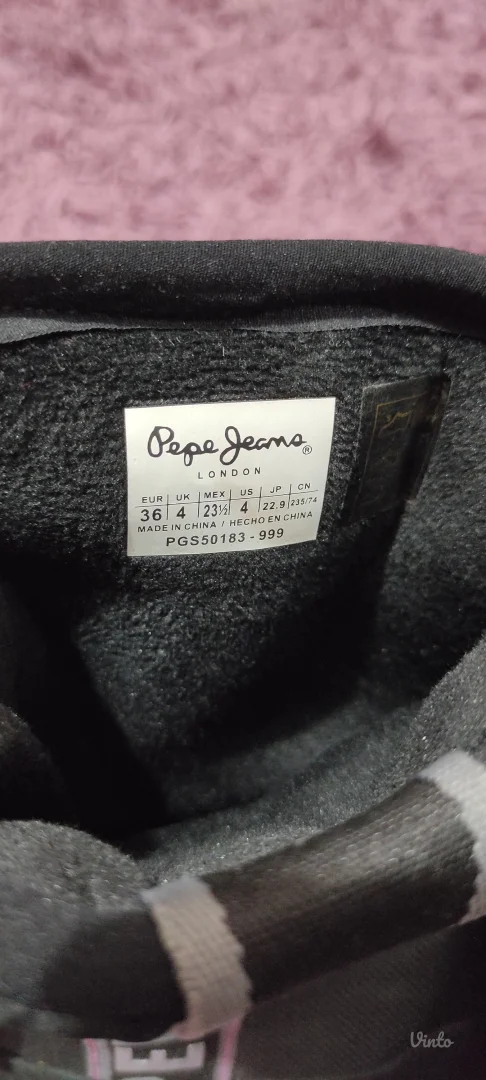 Pepe Jeans®
LONDON
EUR UK MEX US JP CN
36 4 23½ 4 22.9 235/74
MADE IN CHINA / HECHO EN CHINA
PGS50183 - 999
PE
Vinto